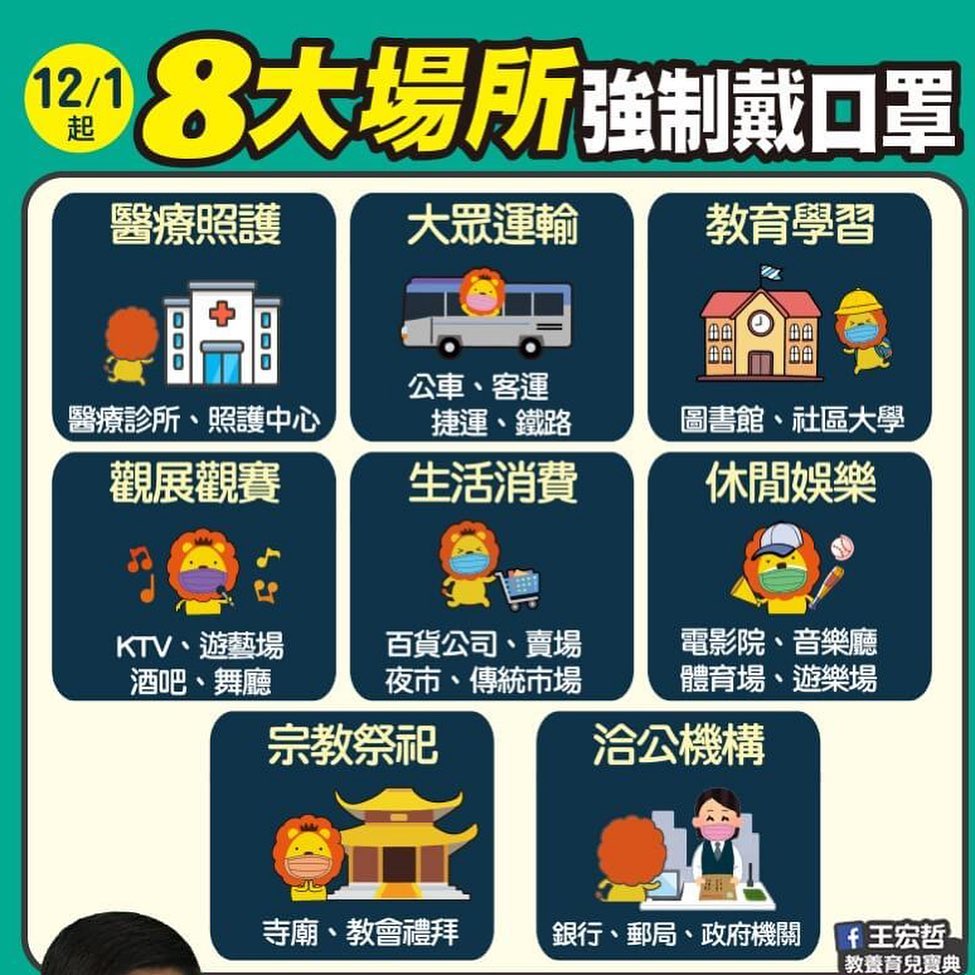 12/1
起
8大場所強制戴口罩
醫療照護
醫療診所、照護中心
大眾運輸
公車、客運
捷運、鐵路
教育學習
圖書館、社區大學
觀展觀賽
KTV、遊藝場
酒吧、舞廳
生活消費
百貨公司、賣場
夜市、傳統市場
休閒娛樂
電影院、音樂廳
體育場、遊樂場
宗教祭祀
寺廟、教會禮拜
洽公機構
銀行、郵局、政府機關
f 王宏哲
教養育兒寶典